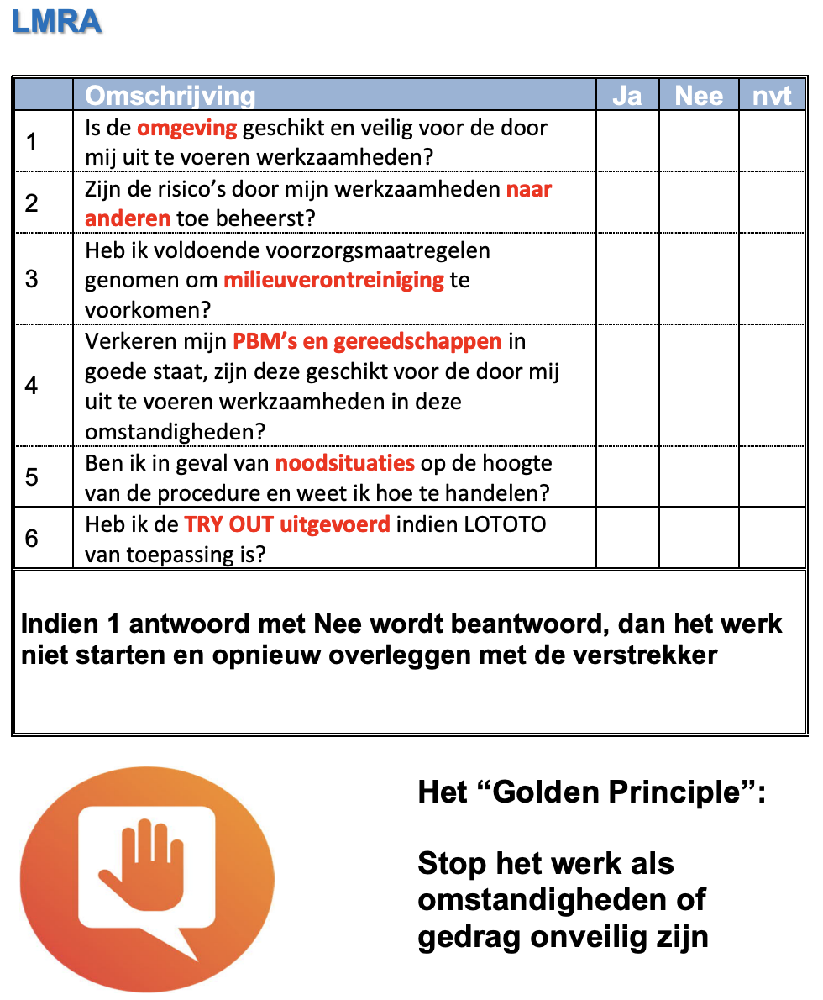 LMRA
Omschrijving Ja Nee nvt
1 Is de omgeving geschikt en veilig voor de door
mij uit te voeren werkzaamheden?
2 Zijn de risico’s door mijn werkzaamheden naar
anderen toe beheerst?
3 Heb ik voldoende voorzorgsmaatregelen
genomen om milieuverontreiniging te
voorkomen?
4 Verkeren mijn PBM’s en gereedschappen in
goede staat, zijn deze geschikt voor de door mij
uit te voeren werkzaamheden in deze
omstandigheden?
5 Ben ik in geval van noodsituaties op de hoogte
van de procedure en weet ik hoe te handelen?
6 Heb ik de TRY OUT uitgevoerd indien LOTOTO
van toepassing is?
Indien 1 antwoord met Nee wordt beantwoord, dan het werk
niet starten en opnieuw overleggen met de verstrekker
Het “Golden Principle”:
Stop het werk als
omstandigheden of
gedrag onveilig zijn